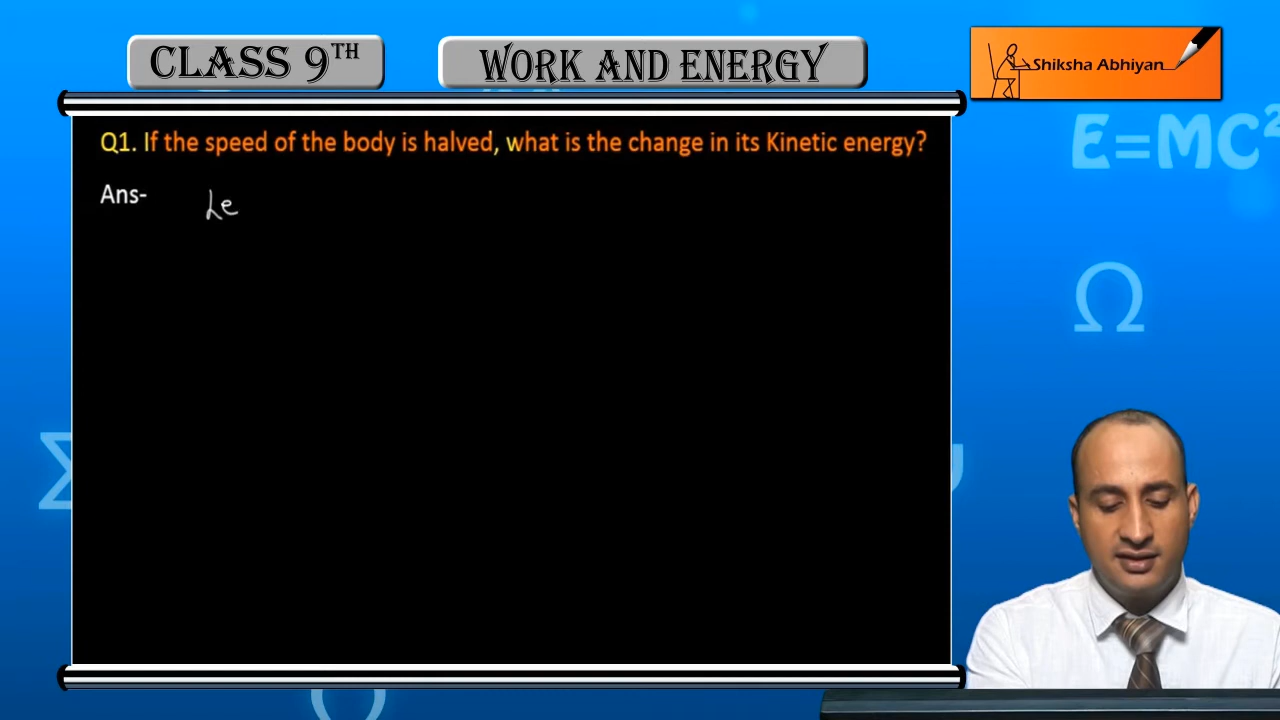 CLASS 9TH
WORK AND ENERGY
Shiksha Abhiyan
E=MC2
Q1. If the speed of the body is halved, what is the change in its Kinetic energy?
Ans- Le
Ω
Σ
Ω